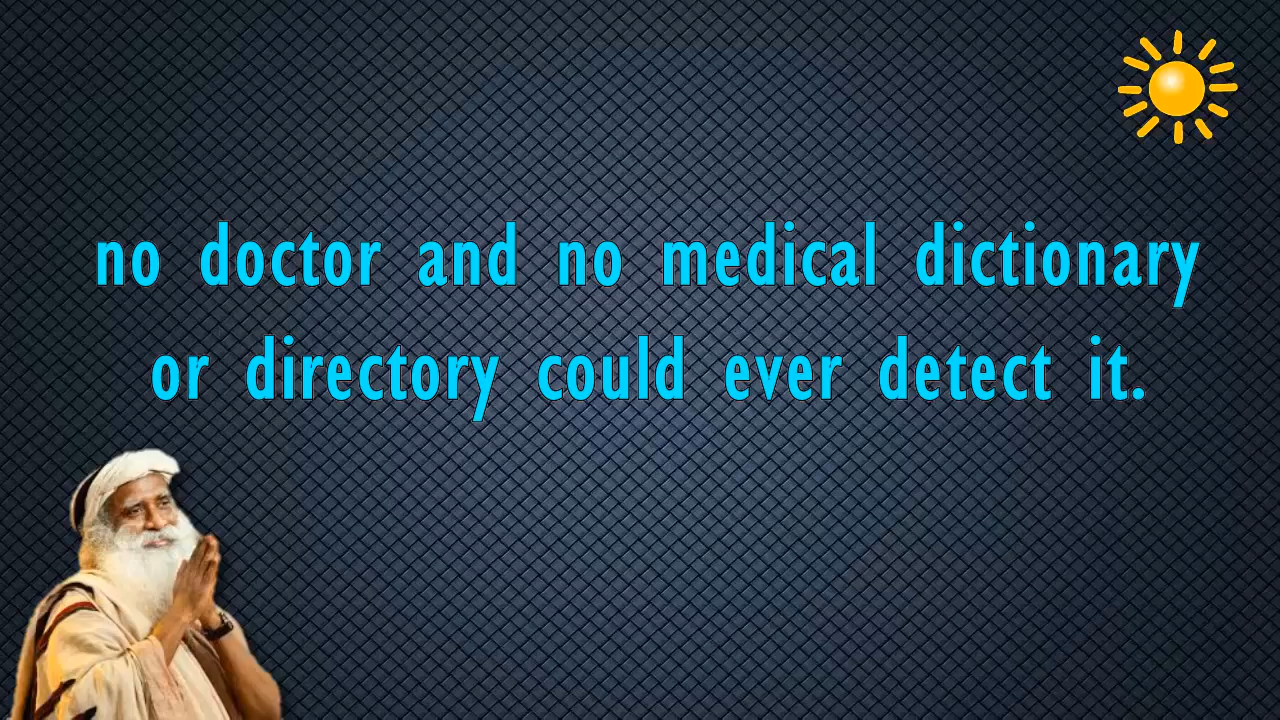 no doctor and no medical dictionary
or directory could ever detect it.